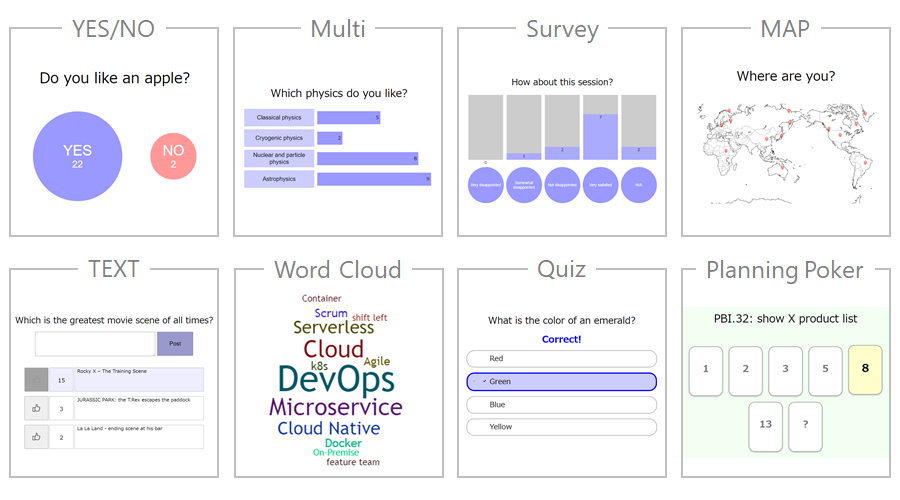 YES/NO
Do you like an apple?
YES
22
NO
2
Multi
Which physics do you like?
Classical physics
5
Cryogenic physics
2
Nuclear and particle
physics
8
Astrophysics
9
Survey
How about this session?
0
1
2
7
2
Very disappointed
Somewhat
disappointed
Not disappointed
Very satisfied
N/A
MAP
Where are you?
TEXT
Which is the greatest movie scene of all times?
Post
15
Rocky X – The Training Scene
3
JURASSIC PARK: the T.Rex escapes the paddock
2
La La Land - ending scene at his bar
Word Cloud
Container
Scrum
shift left
Serverless
Cloud
Agile
k8s
DevOps
Microservice
Cloud Native
Docker
On-Premise
feature team
Quiz
What is the color of an emerald?
Correct!
Red
Green
Blue
Yellow
Planning Poker
PBI.32: show X product list
1
2
3
5
8
13
?